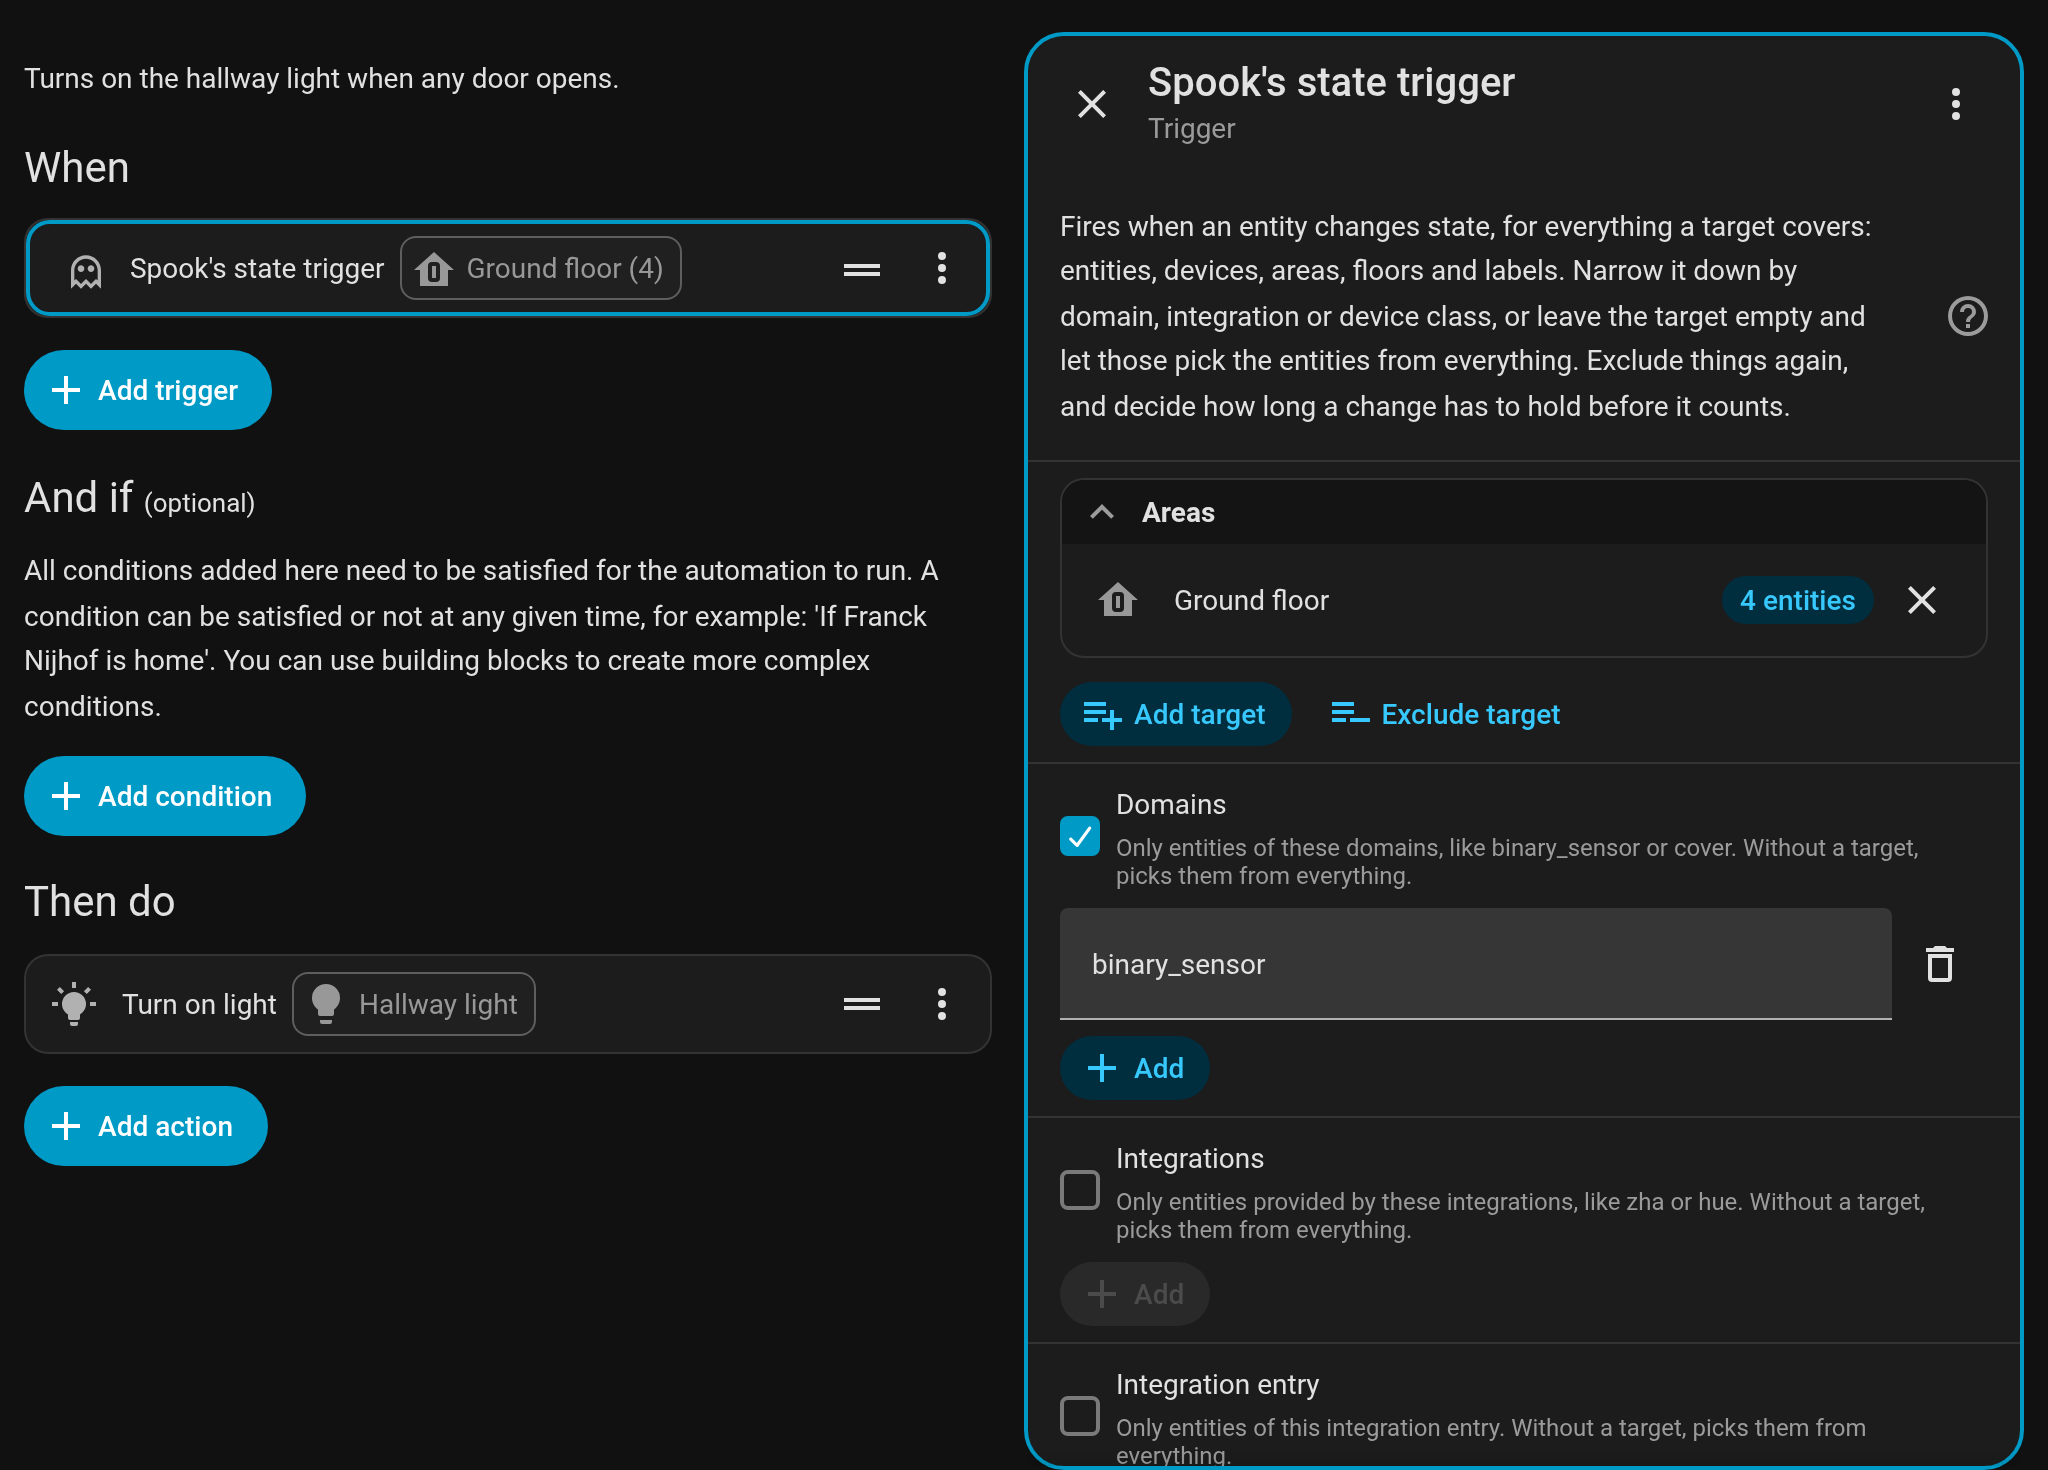 Turns on the hallway light when any door opens.
When
Spook's state trigger Ground floor (4)
Add trigger
And if (optional)
All conditions added here need to be satisfied for the automation to run. A
condition can be satisfied or not at any given time, for example: 'If Franck
Nijhof is home'. You can use building blocks to create more complex
conditions.
Add condition
Then do
Turn on light Hallway light
Add action
Spook's state trigger
Trigger
Fires when an entity changes state, for everything a target covers:
entities, devices, areas, floors and labels. Narrow it down by
domain, integration or device class, or leave the target empty and
let those pick the entities from everything. Exclude things again,
and decide how long a change has to hold before it counts.
Areas
Ground floor 4 entities
Add target Exclude target
Domains
Only entities of these domains, like binary_sensor or cover. Without a target,
picks them from everything.
binary_sensor
Add
Integrations
Only entities provided by these integrations, like zha or hue. Without a target,
picks them from everything.
Add
Integration entry
Only entities of this integration entry. Without a target, picks them from
everything.